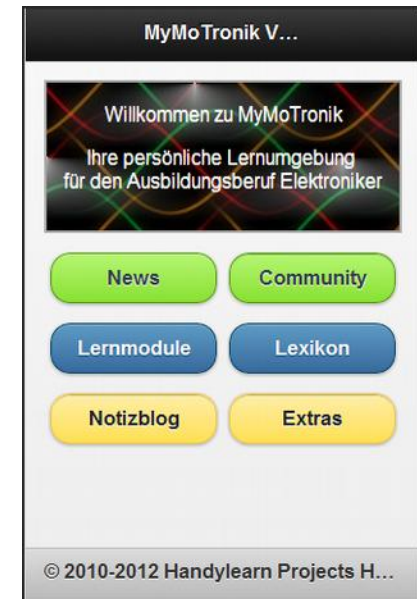 MyMoTronik V...
Willkommen zu MyMoTronik
Ihre persönliche Lernumgebung
für den Ausbildungsberuf Elektroniker
News Community
Lernmodule Lexikon
Notizblog Extras
© 2010-2012 Handylearn Projects H...